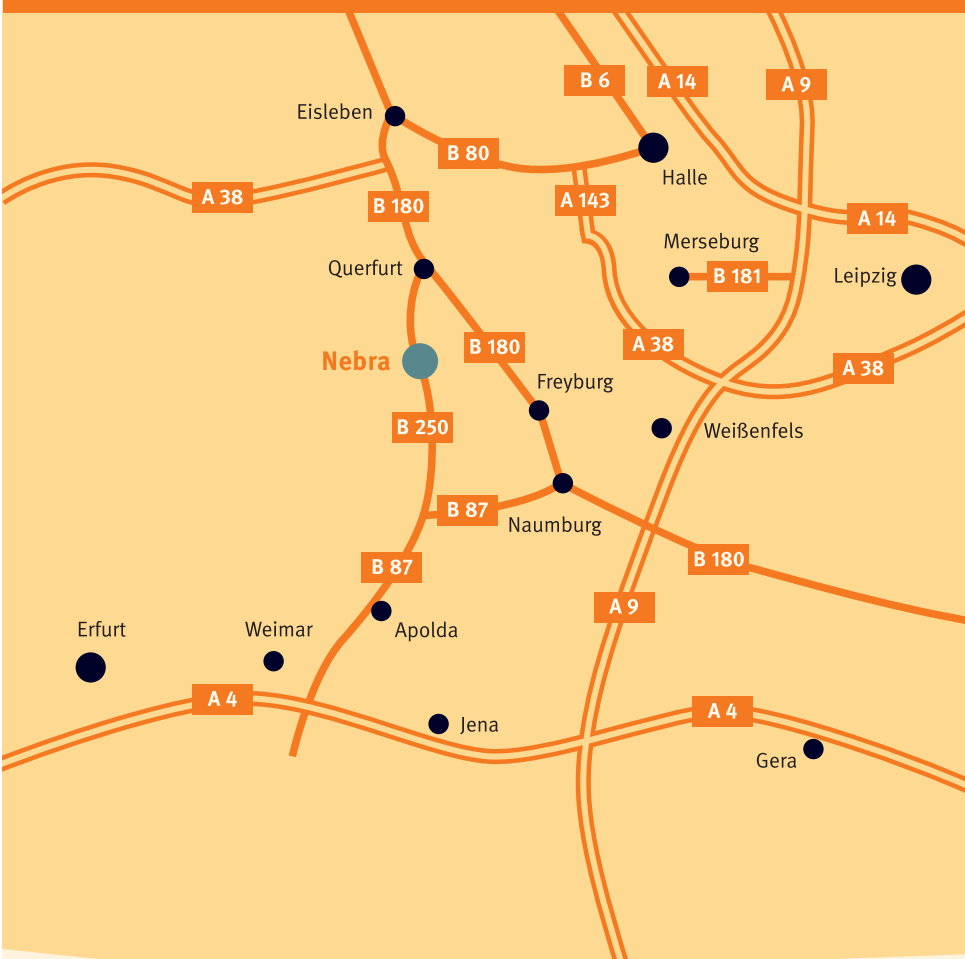 B 6
A 14
A 9
Eisleben
B 80
Halle
A 38
B 180
A 143
A 14
Merseburg
Querfurt
B 181
Leipzig
Nebra
B 180
A 38
A 38
Freyburg
B 250
Weißenfels
B 87
Naumburg
B 180
B 87
A 9
Erfurt
Weimar
Apolda
A 4
Jena
A 4
Gera